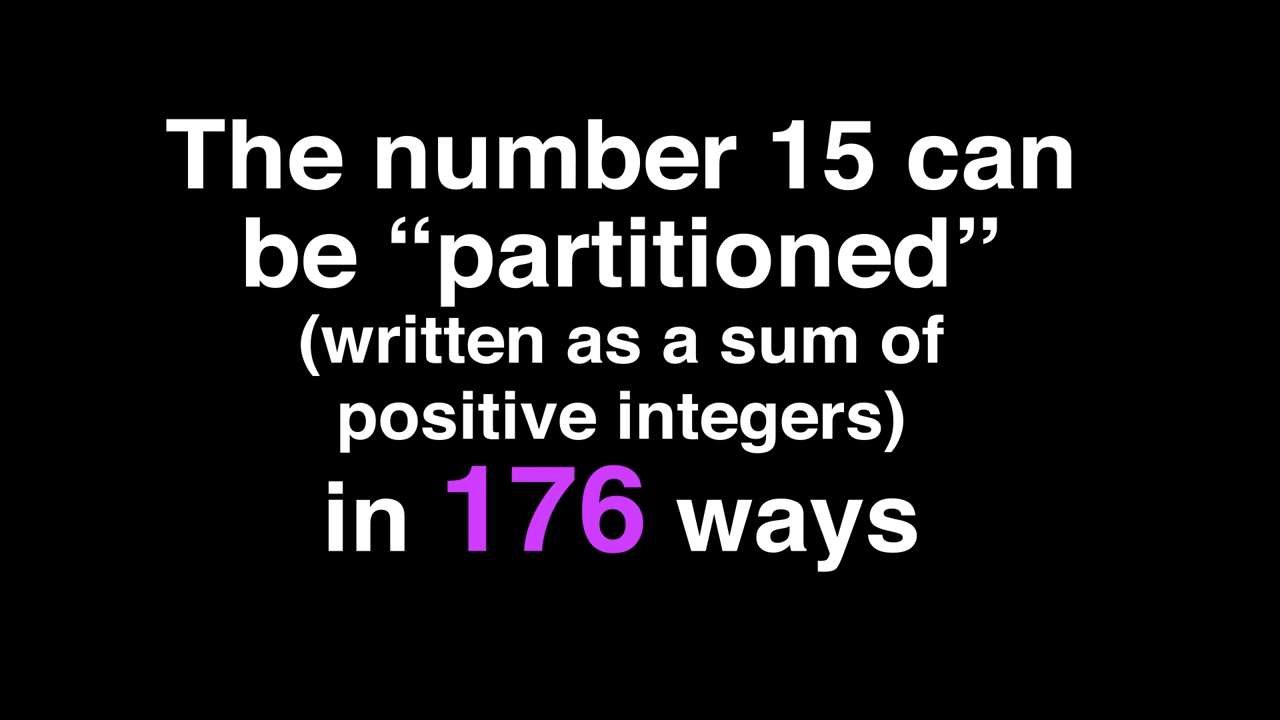 The number 15 can
be “partitioned”
(written as a sum of
positive integers)
in 176 ways